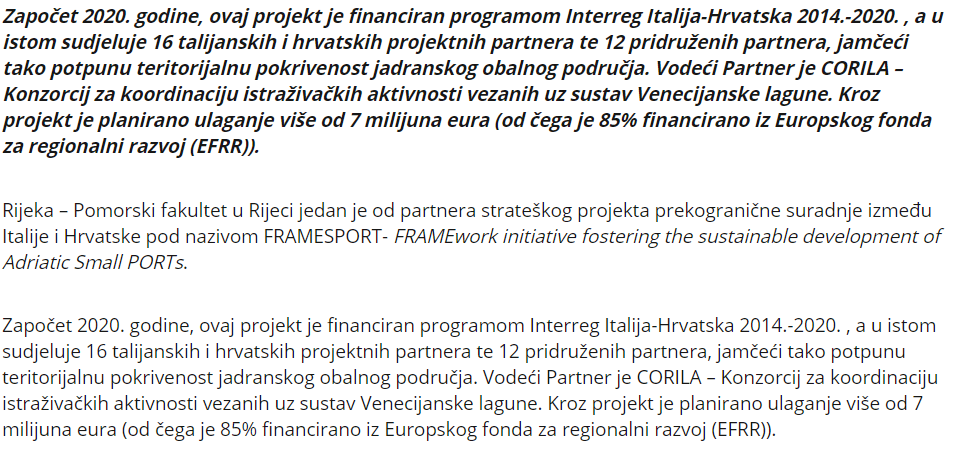 Započet 2020. godine, ovaj projekt je financiran programom Interreg Italija-Hrvatska 2014.-2020. , a u
istom sudjeluje 16 talijanskih i hrvatskih projektnih partnera te 12 pridruženih partnera, jamčeći
tako potpunu teritorijalnu pokrivenost jadranskog obalnog područja. Vodeći Partner je CORILA –
Konzorcij za koordinaciju istraživačkih aktivnosti vezanih uz sustav Venecijanske lagune. Kroz
projekt je planirano ulaganje više od 7 milijuna eura (od čega je 85% financirano iz Europskog fonda
za regionalni razvoj (EFRR)).
Rijeka – Pomorski fakultet u Rijeci jedan je od partnera strateškog projekta prekogranične suradnje između
Italije i Hrvatske pod nazivom FRAMESPORT- FRAMEwork initiative fostering the sustainable development of
Adriatic Small PORTs.
Započet 2020. godine, ovaj projekt je financiran programom Interreg Italija-Hrvatska 2014.-2020. , a u istom
sudjeluje 16 talijanskih i hrvatskih projektnih partnera te 12 pridruženih partnera, jamčeći tako potpunu
teritorijalnu pokrivenost jadranskog obalnog područja. Vodeći Partner je CORILA – Konzorcij za koordinaciju
istraživačkih aktivnosti vezanih uz sustav Venecijanske lagune. Kroz projekt je planirano ulaganje više od 7
milijuna eura (od čega je 85% financirano iz Europskog fonda za regionalni razvoj (EFRR)).